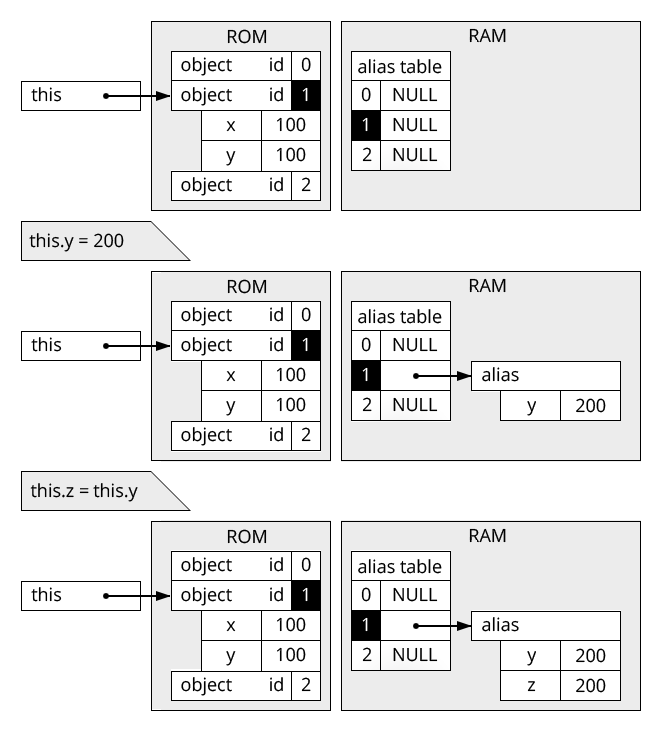 ROM RAM
object id 0 alias table
this object id 1 0 NULL
x 100 1 NULL
y 100 2 NULL
object id 2
this.y = 200
ROM RAM
object id 0 alias table
this object id 1 0 NULL
x 100 1 alias
y 100 2 NULL y 200
object id 2
this.z = this.y
ROM RAM
object id 0 alias table
this object id 1 0 NULL
x 100 1 alias
y 100 2 NULL y 200
object id 2 z 200